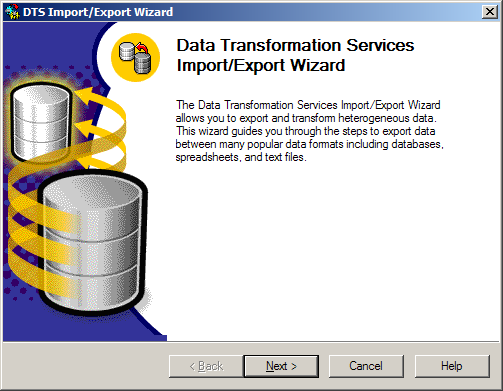 DTS Import/Export Wizard
Data Transformation Services
Import/Export Wizard
The Data Transformation Services Import/Export Wizard
allows you to export and transform heterogeneous data.
This wizard guides you through the steps to export data
between many popular data formats including databases,
spreadsheets, and text files.
< Back
Next >
Cancel
Help